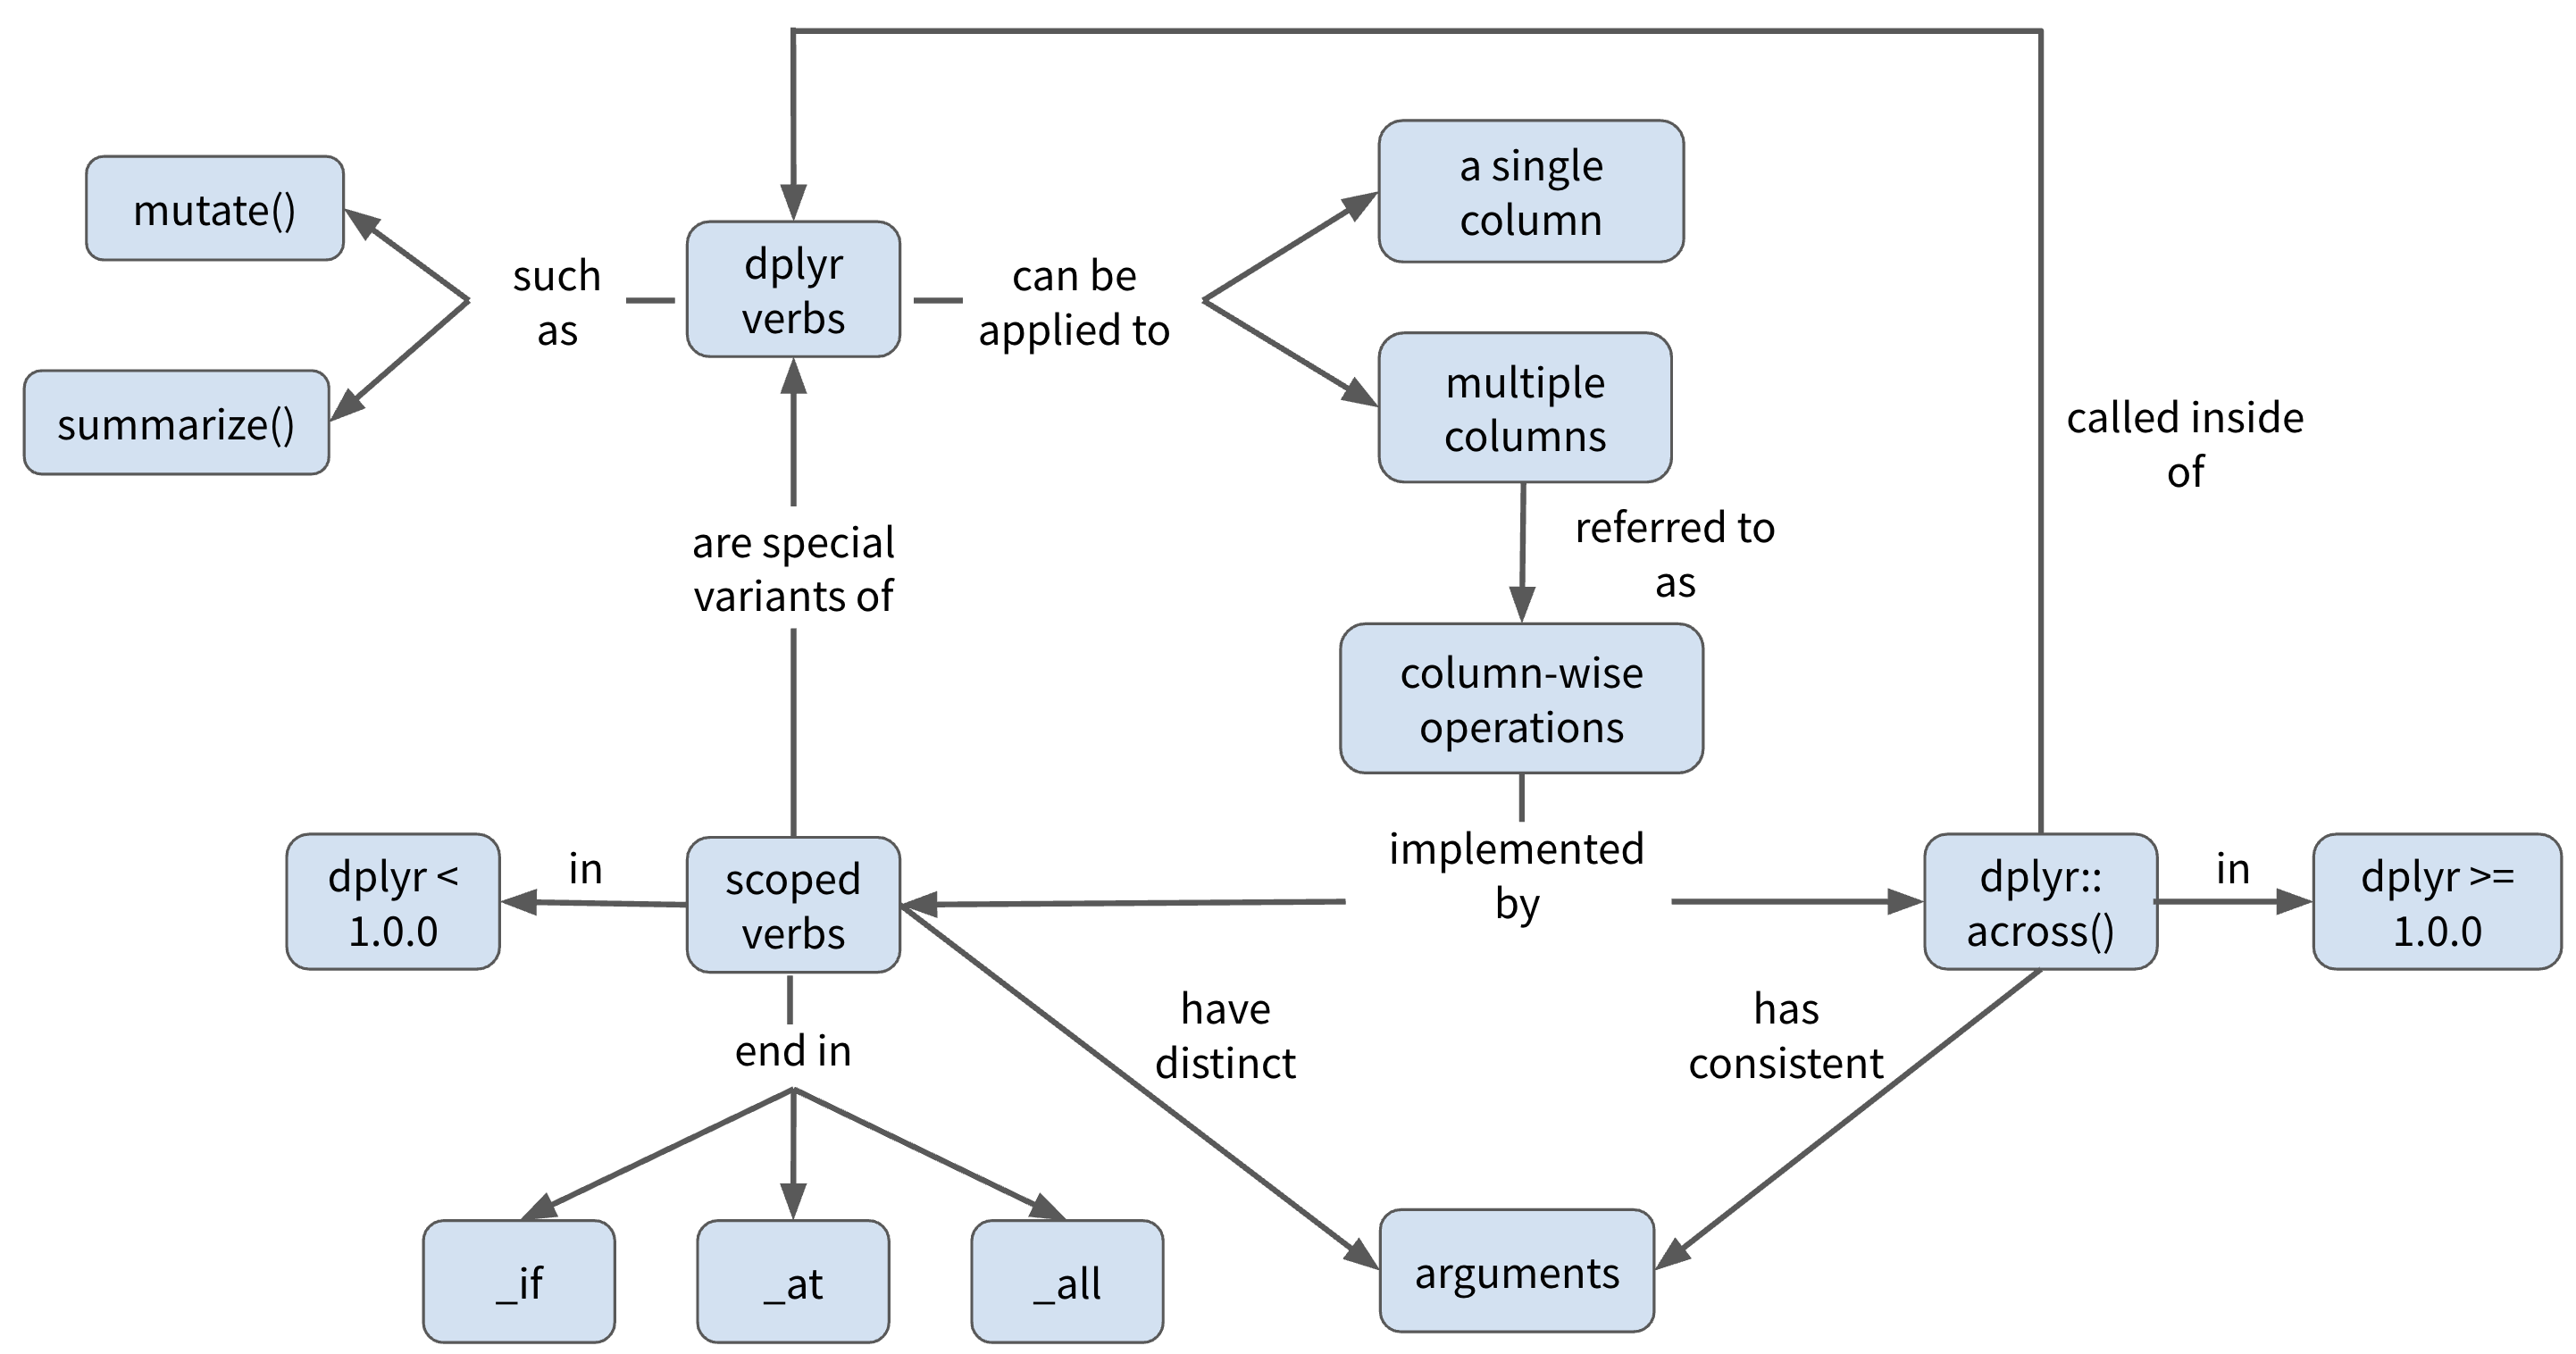 a single
column
mutate()
dplyr
verbs
such
as
can be
applied to
multiple
columns
summarize()
called inside
of
referred to
as
are special
variants of
column-wise
operations
implemented
by
dplyr <
1.0.0
in
scoped
verbs
dplyr::
across()
in
dplyr >=
1.0.0
have
distinct
has
consistent
end in
_if
_at
_all
arguments